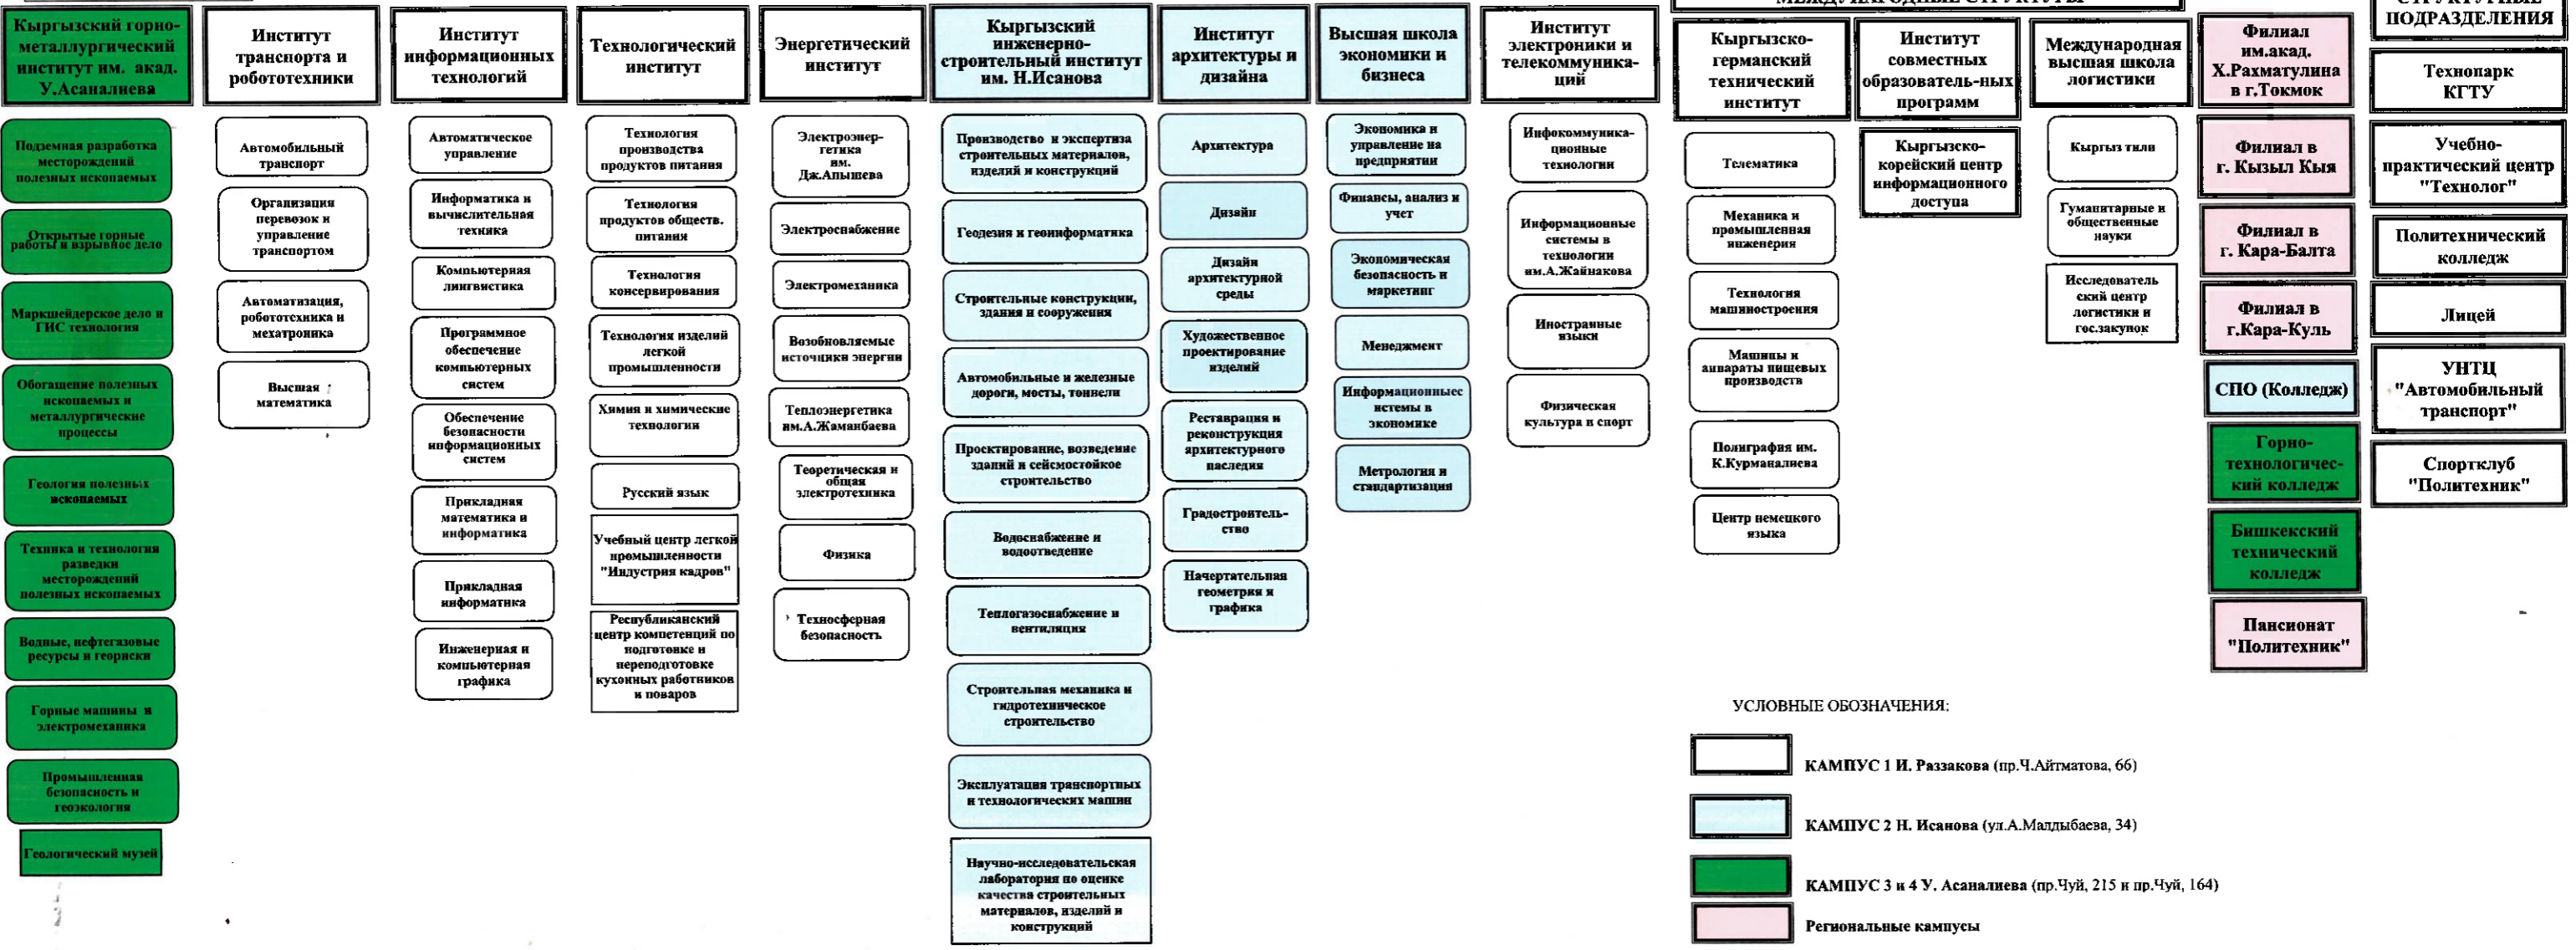 МЕЖДУНАРОДНЫЕ СТРУКТУРЫ
СТРУКТУРНЫЕ
ПОДРАЗДЕЛЕНИЯ
Кыргызский горно-
металлургический
институт им. акад.
У.Асаналиева
Подземная разработка
месторождений
полезных ископаемых
Открытые горные
работы и взрывное дело
Маркшейдерское дело и
ГИС технология
Обогащение полезных
ископаемых и
металлургические
процессы
Геология полезных
ископаемых
Техника и технология
разведки
месторождений
полезных ископаемых
Водные, нефтегазовые
ресурсы и геориски
Горные машины и
электромеханика
Промышленная
безопасность и
геоэкология
Геологический музей
Институт
транспорта и
робототехники
Автомобильный
транспорт
Организация
перевозок и
управление
транспортом
Автоматизация,
робототехника и
мехатроника
Высшая
математика
Институт
информационных
технологий
Автоматическое
управление
Информатика и
вычислительная
техника
Компьютерная
лингвистика
Программное
обеспечение
компьютерных
систем
Обеспечение
безопасности
информационных
систем
Прикладная
математика и
информатика
Прикладная
информатика
Инженерная и
компьютерная
графика
Технологический
институт
Технология
производства
продуктов питания
Технология
продуктов обществ.
питания
Технология
консервирования
Технология изделий
легкой
промышленности
Химия и химические
технологии
Русский язык
Учебный центр легкой
промышленности
"Индустрия кадров"
Республиканский
центр компетенций по
подготовке и
переподготовке
кухонных работников
и поваров
Энергетический
институт
Электроэнер-
гетика
им.
Дж.Апышева
Электроснабжение
Электромеханика
Возобновляемые
источники энергии
Теплоэнергетика
им.А.Жаманбаева
Теоретическая и
общая
электротехника
Физика
Техносферная
безопасность
Кыргызский
инженерно-
строительный институт
им. Н.Исанова
Производство и экспертиза
строительных материалов,
изделий и конструкций
Геодезия и геоинформатика
Строительные конструкции,
здания и сооружения
Автомобильные и железные
дороги, мосты, тоннели
Проектирование, возведение
зданий и сейсмостойкое
строительство
Водоснабжение и
водоотведение
Теплогазоснабжение и
вентиляция
Строительная механика и
гидротехническое
строительство
Эксплуатация транспортных
и технологических машин
Научно-исследовательская
лаборатория по оценке
качества строительных
материалов, изделий и
конструкций
Институт
архитектуры и
дизайна
Архитектура
Дизайн
Дизайн
архитектурной
среды
Художественное
проектирование
изделий
Реставрация и
реконструкция
архитектурного
наследия
Градостроитель-
ство
Начертательная
геометрия и
графика
Высшая школа
экономики и
бизнеса
Экономика и
управление на
предприятии
Финансы, анализ и
учет
Экономическая
безопасность и
маркетинг
Менеджмент
Информационныес
истемы в
экономике
Метрология и
стандартизация
Институт
электроники и
телекоммуника-
ций
Инфокоммуника-
ционные
технологии
Информационные
системы в
технологии
им.А.Жайнакова
Иностранные
языки
Физическая
культура в спорт
Кыргызско-
германский
технический
институт
Телематика
Механика и
промышленная
инженерия
Технология
машиностроения
Машины и
аппараты пищевых
производств
Полиграфия им.
К.Курманалиева
Центр немецкого
языка
Институт
совместных
образователь-ных
программ
Кыргызско-
корейский центр
информационного
доступа
Международная
высшая школа
логистики
Кыргыз тили
Гуманитарные и
общественные
науки
Исследователь
ский центр
логистики и
гос.закупок
Филиал
им.акад.
Х.Рахматулина
в г.Токмок
Филиал в
г. Кызыл Кыя
Филиал в
г. Кара-Балта
Филиал в
г.Кара-Куль
СПО (Колледж)
Горно-
технологичес-
кий колледж
Бишкекский
технический
колледж
Пансионат
"Политехник"
Технопарк
КГТУ
Учебно-
практический центр
"Технолог"
Политехнический
колледж
Лицей
УНТЦ
"Автомобильный
транспорт"
Спортклуб
"Политехник"
УСЛОВНЫЕ ОБОЗНАЧЕНИЯ:
КАМПУС 1 И. Раззакова (пр.Ч.Айтматова, 66)
КАМПУС 2 Н. Исанова (ул.А.Малдыбаева, 34)
КАМПУС 3 и 4 У. Асаналиева (пр.Чуй, 215 и пр.Чуй, 164)
Региональные кампусы